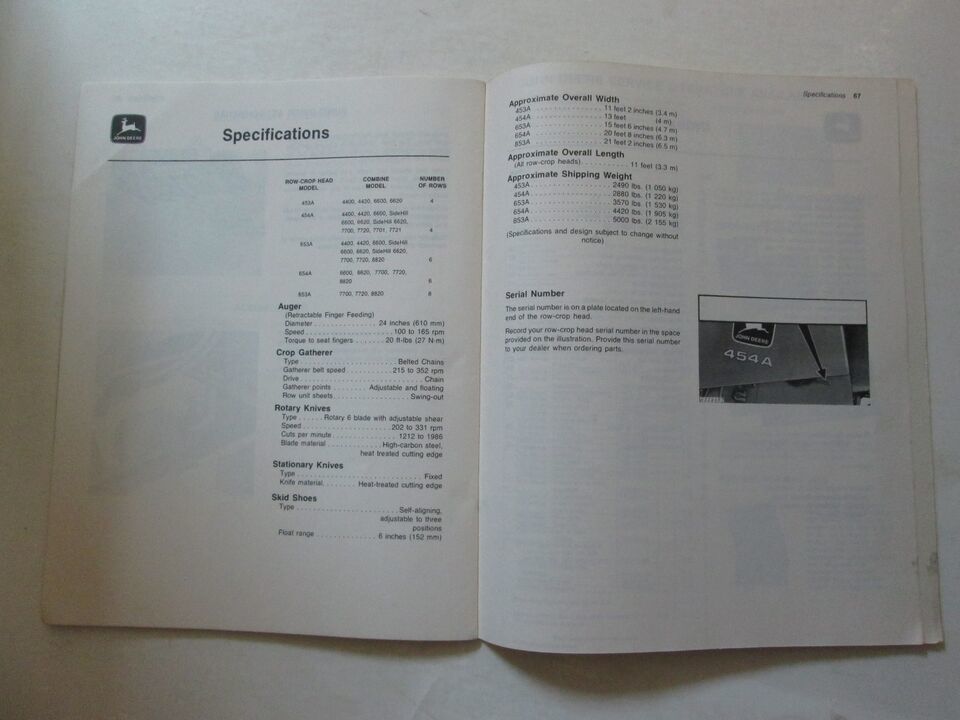 JOHN DEERE
Specifications
ROW-CROP HEAD MODEL COMBINE MODEL NUMBER OF ROWS
453A 4400, 4420, 6600, 6620 4
454A 4400, 4420, 6600, SideHill
6600, 6620, SideHill 6620,
7700, 7720, 7701, 7721 4
653A 4400, 4420, 6600, SideHill
6600, 6620, SideHill 6620,
7700, 7720, 8820 6
654A 6600, 6620, 7700, 7720,
8820 6
853A 7700, 7720, 8820 8
Auger
(Retractable Finger Feeding)
Diameter . . . . . . . . . . . . . . . . 24 inches (610 mm)
Speed . . . . . . . . . . . . . . . . . . . . . 100 to 165 rpm
Torque to seat fingers . . . . . . . . 20 ft-lbs (27 N·m)
Crop Gatherer
Type . . . . . . . . . . . . . . . . . . . . . . . Belted Chains
Gatherer belt speed . . . . . . . . . . . 215 to 352 rpm
Drive . . . . . . . . . . . . . . . . . . . . . . . . . . . . . . Chain
Gatherer points . . . . . . . . Adjustable and floating
Row unit sheets . . . . . . . . . . . . . . . . . . Swing-out
Rotary Knives
Type . . . . . . Rotary 6 blade with adjustable shear
Speed . . . . . . . . . . . . . . . . . . . . . 202 to 331 rpm
Cuts per minute . . . . . . . . . . . . . . . 1212 to 1986
Blade material . . . . . . . . . . . . . High-carbon steel,
heat treated cutting edge
Stationary Knives
Type . . . . . . . . . . . . . . . . . . . . . . . . . . . . . Fixed
Knife material . . . . . . . . Heat-treated cutting edge
Skid Shoes
Type . . . . . . . . . . . . . . . . . . . . . . . . Self-aligning,
adjustable to three
positions
Float range . . . . . . . . . . . . . . 6 inches (152 mm)
Specifications 67
Approximate Overall Width
453A . . . . . . . . . . . . . . . 11 feet 2 inches (3.4 m)
454A . . . . . . . . . . . . . . . 13 feet (4 m)
653A . . . . . . . . . . . . . . . 15 feet 6 inches (4.7 m)
654A . . . . . . . . . . . . . . . 20 feet 8 inches (6.3 m)
853A . . . . . . . . . . . . . . . 21 feet 2 inches (6.5 m)
Approximate Overall Length
(All row-crop heads) . . . . . . . . . . . 11 feet (3.3 m)
Approximate Shipping Weight
453A . . . . . . . . . . . . . . . . . . 2490 lbs. (1 050 kg)
454A . . . . . . . . . . . . . . . . . . 2880 lbs. (1 220 kg)
653A . . . . . . . . . . . . . . . . . . 3570 lbs. (1 530 kg)
654A . . . . . . . . . . . . . . . . . . 4420 lbs. (1 905 kg)
853A . . . . . . . . . . . . . . . . . . 5000 lbs. (2 155 kg)
(Specifications and design subject to change without
notice)
Serial Number
The serial number is on a plate located on the left-hand
end of the row-crop head.
Record your row-crop head serial number in the space
provided on the illustration. Provide this serial number
to your dealer when ordering parts.
JOHN DEERE
454A